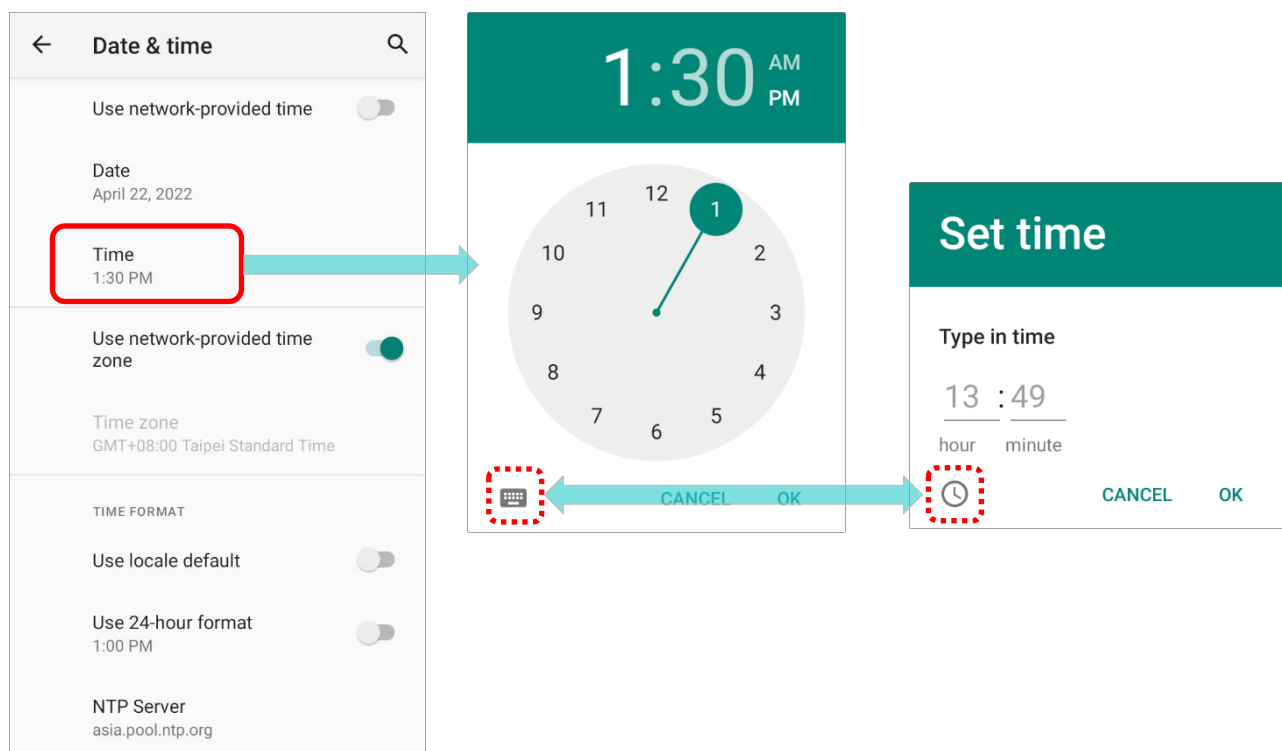 Date & time
Use network-provided time
Date
April 22, 2022
Time
1:30 PM
Use network-provided time
zone
Time zone
GMT+08:00 Taipei Standard Time
TIME FORMAT
Use locale default
Use 24-hour format
1:00 PM
NTP Server
asia.pool.ntp.org
1:30 AM
PM
12
11
1
10
2
9
3
8
4
7
5
6
CANCEL OK
Set time
Type in time
13 : 49
hour minute
CANCEL OK